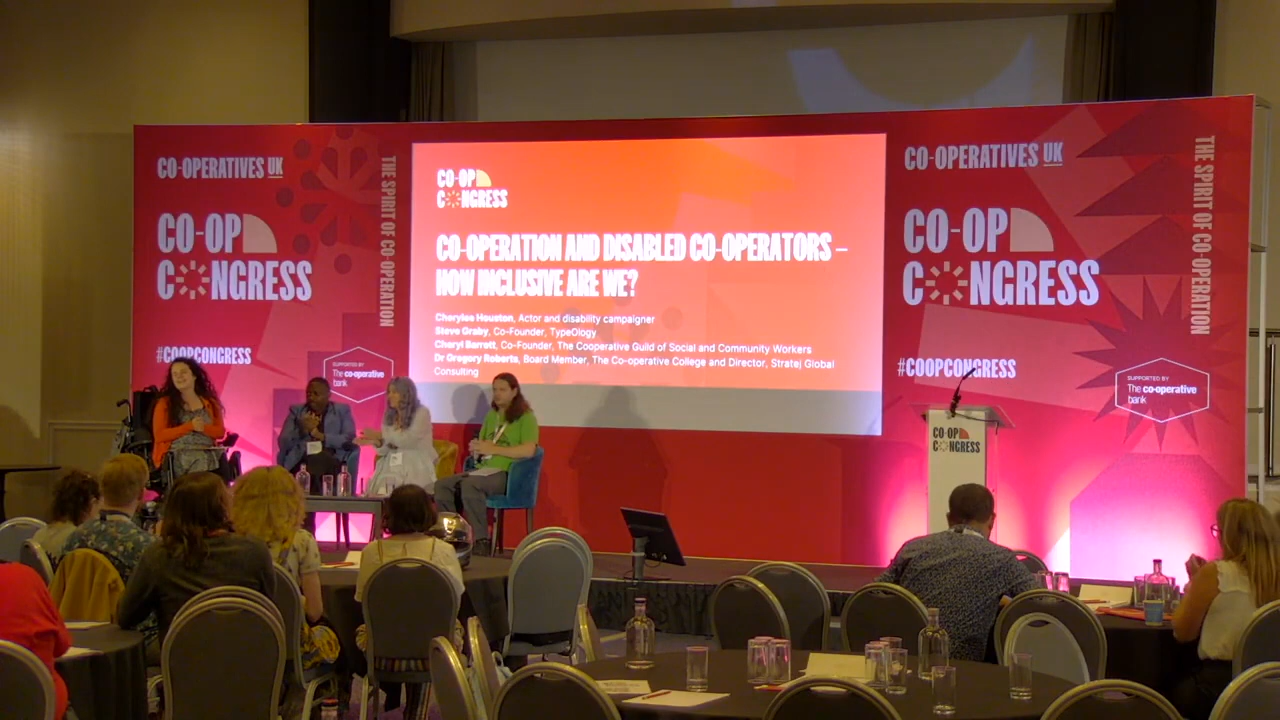 CO-OPERATIVES UK
CO-OP
CONGRESS
#COOPCONGRESS
SUPPORTED BY
The co-operative
bank
THE SPIRIT OF CO-OPERATION
CO-OP
CONGRESS
CO-OPERATION AND DISABLED CO-OPERATORS –
HOW INCLUSIVE ARE WE?
Cherylee Houston, Actor and disability campaigner
Steve Graby, Co-Founder, TypeOlogy
Cheryl Barrett, Co-Founder, The Cooperative Guild of Social and Community Workers
Dr Gregory Roberts, Board Member, The Co-operative College and Director, Stratej Global
Consulting
CO-OPERATIVES UK
CO-OP
CONGRESS
#COOPCONGRESS
SUPPORTED BY
The co-operative
bank
THE SPIRIT OF CO-OPERATION
CO-OP
CONGRESS